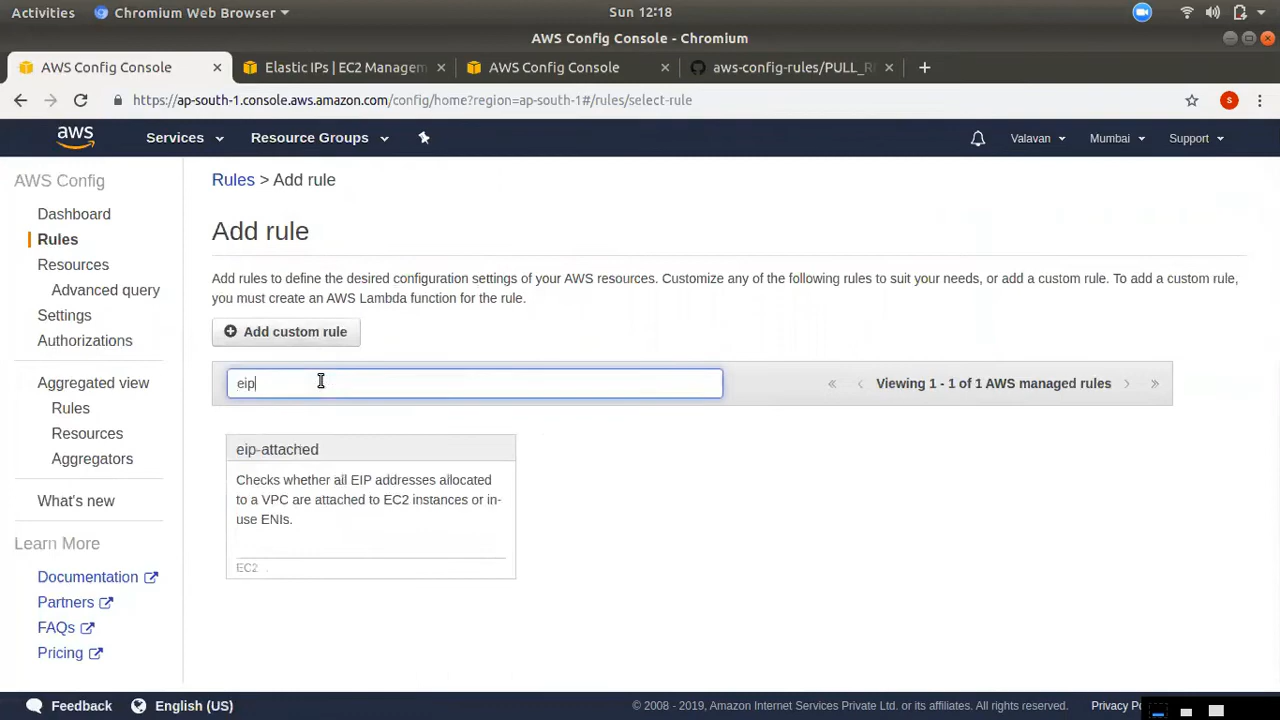 Activities
Chromium Web Browser
Sun 12:18
AWS Config Console - Chromium
AWS Config Console
Elastic IPs | EC2 Managem
AWS Config Console
aws-config-rules/PULL_R
https://ap-south-1.console.aws.amazon.com/config/home?region=ap-south-1#/rules/select-rule
S
aws
Services
Resource Groups
Valavan
Mumbai
Support
AWS Config
Dashboard
Rules
Resources
Advanced query
Settings
Authorizations
Aggregated view
Rules
Resources
Aggregators
What's new
Learn More
Documentation
Partners
FAQs
Pricing
Rules > Add rule
Add rule
Add rules to define the desired configuration settings of your AWS resources. Customize any of the following rules to suit your needs, or add a custom rule. To add a custom rule,
you must create an AWS Lambda function for the rule.
Add custom rule
eip
« ‹ Viewing 1 - 1 of 1 AWS managed rules › »
eip-attached
Checks whether all EIP addresses allocated
to a VPC are attached to EC2 instances or in-
use ENIs.
EC2
Feedback
English (US)
© 2008 - 2019, Amazon Internet Services Private Ltd. or its affiliates. All rights reserved.
Privacy Po